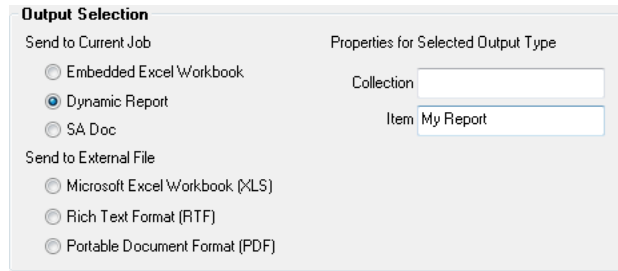 Output Selection
Send to Current Job
Embedded Excel Workbook
Dynamic Report
SA Doc
Send to External File
Microsoft Excel Workbook (XLS)
Rich Text Format (RTF)
Portable Document Format (PDF)
Properties for Selected Output Type
Collection
Item My Report